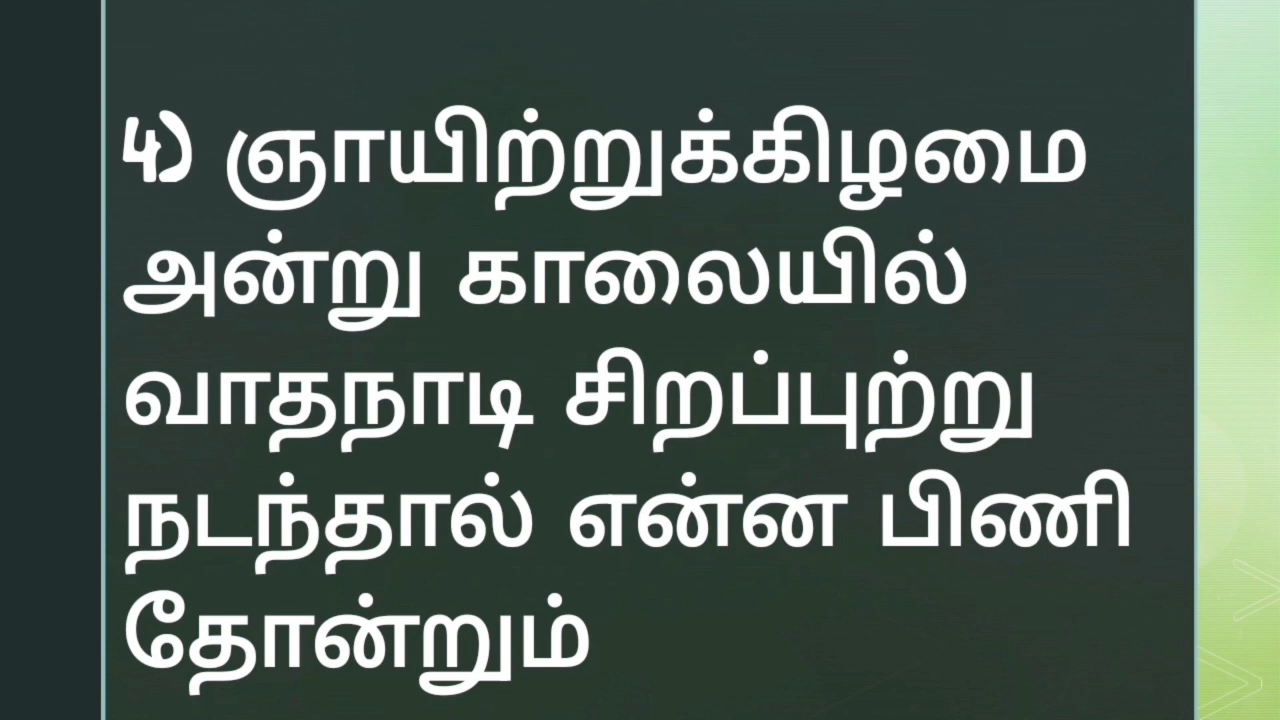 4) ஞாயிற்றுக்கிழமை
அன்று காலையில்
வாதநாடி சிறப்புற்று
நடந்தால் என்ன பிணி
தோன்றும்